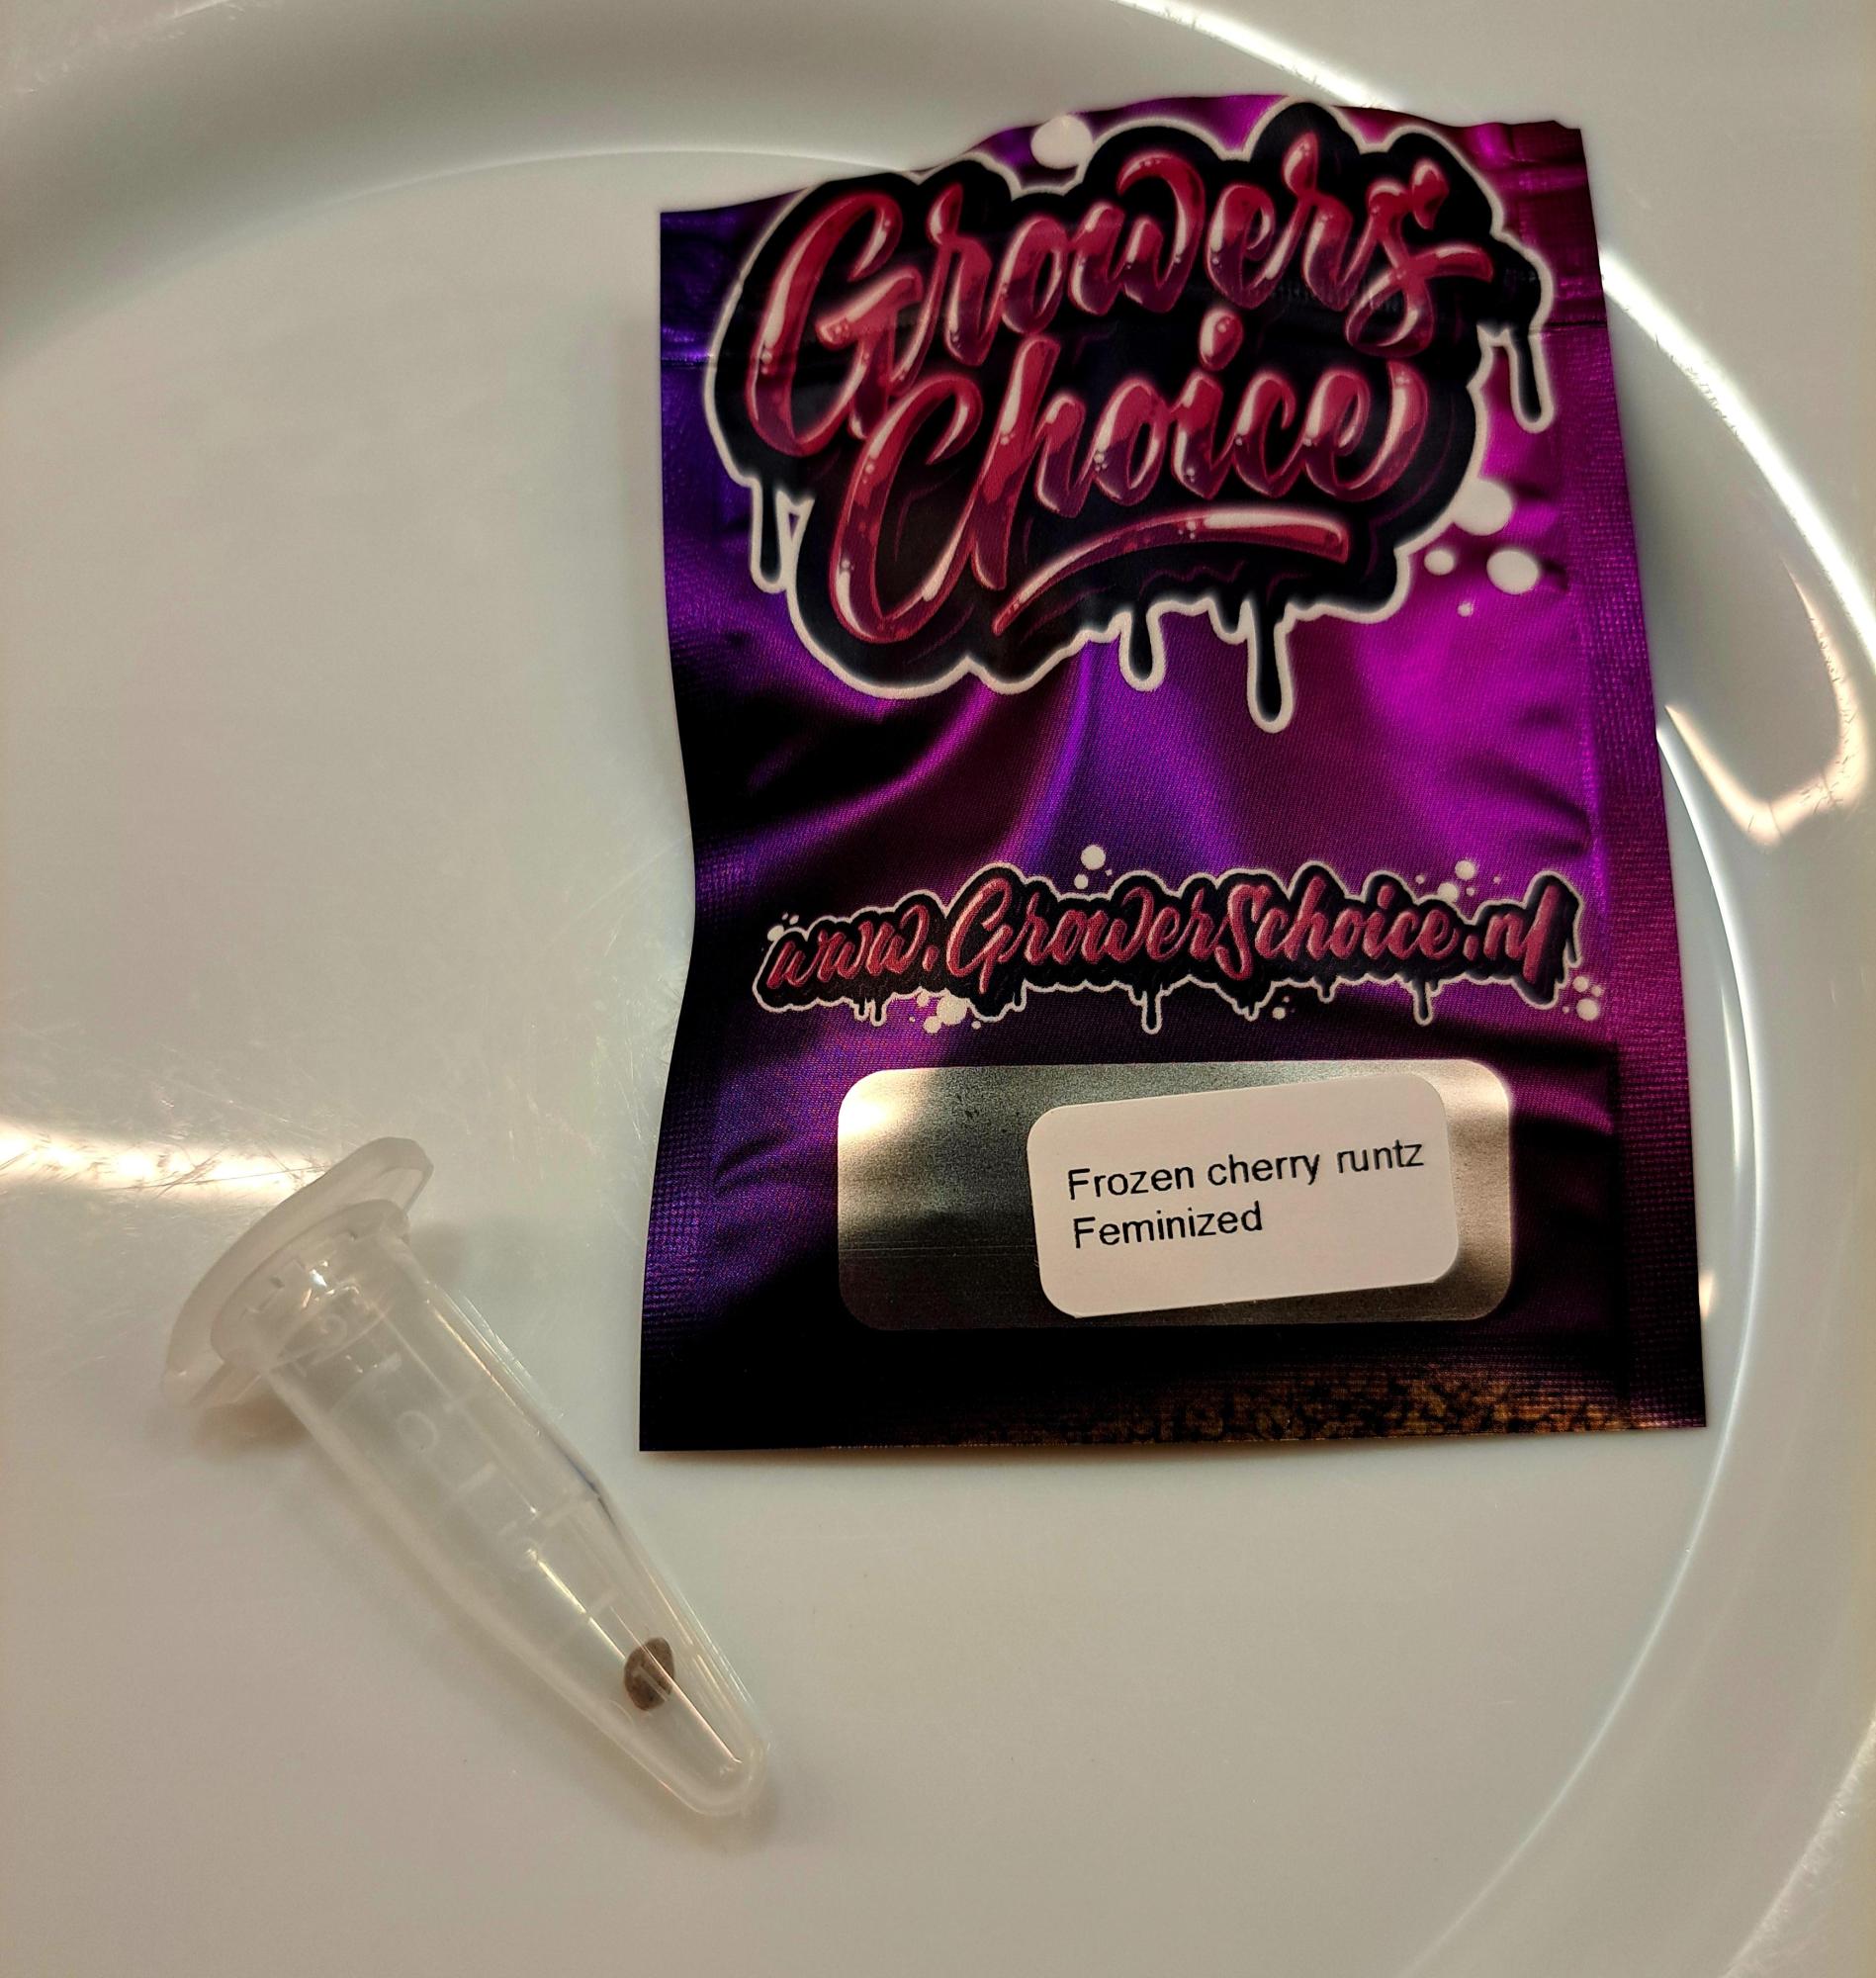 Growers
Choice
www.GrowerSchoice.nl
Frozen cherry runtz
Feminized